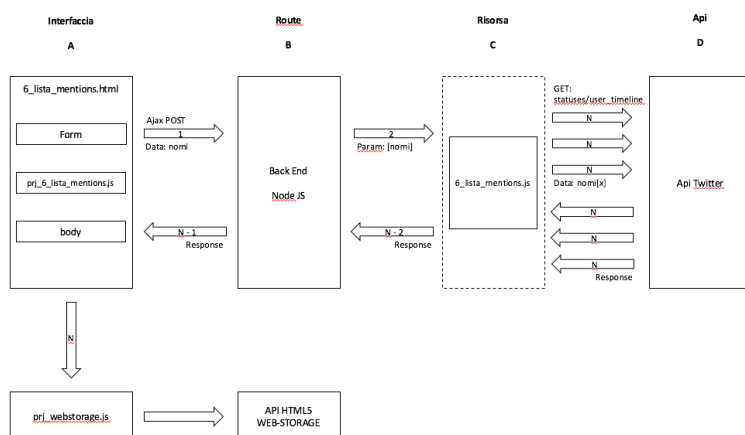 Interfaccia
Route
Risorsa
Api
A
B
C
D
6_lista_mentions.html
Form
prj_6_lista_mentions.js
body
Ajax POST
1
Data: nomi
N - 1
Response
Back End
Node JS
2
Param: [nomi]
N - 2
Response
6_lista_mentions.js
GET:
statuses/user_timeline
N
N
N
Data: nomi[x]
N
N
N
Response
Api Twitter
N
prj_webstorage.js
API HTML5
WEB-STORAGE